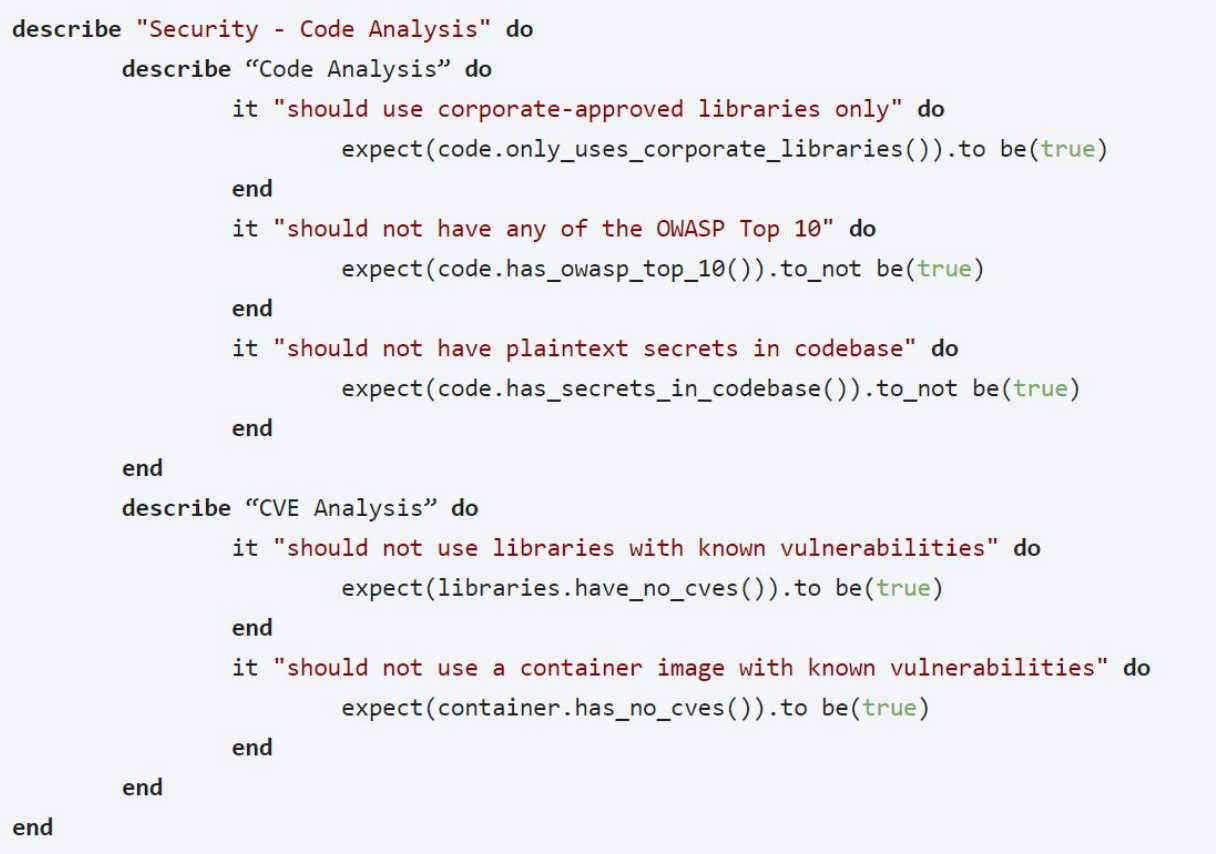 describe "Security - Code Analysis" do
describe “Code Analysis” do
it "should use corporate-approved libraries only" do
expect(code.only_uses_corporate_libraries()).to be(true)
end
it "should not have any of the OWASP Top 10" do
expect(code.has_owasp_top_10()).to_not be(true)
end
it "should not have plaintext secrets in codebase" do
expect(code.has_secrets_in_codebase()).to_not be(true)
end
end
describe “CVE Analysis” do
it "should not use libraries with known vulnerabilities" do
expect(libraries.have_no_cves()).to be(true)
end
it "should not use a container image with known vulnerabilities" do
expect(container.has_no_cves()).to be(true)
end
end
end